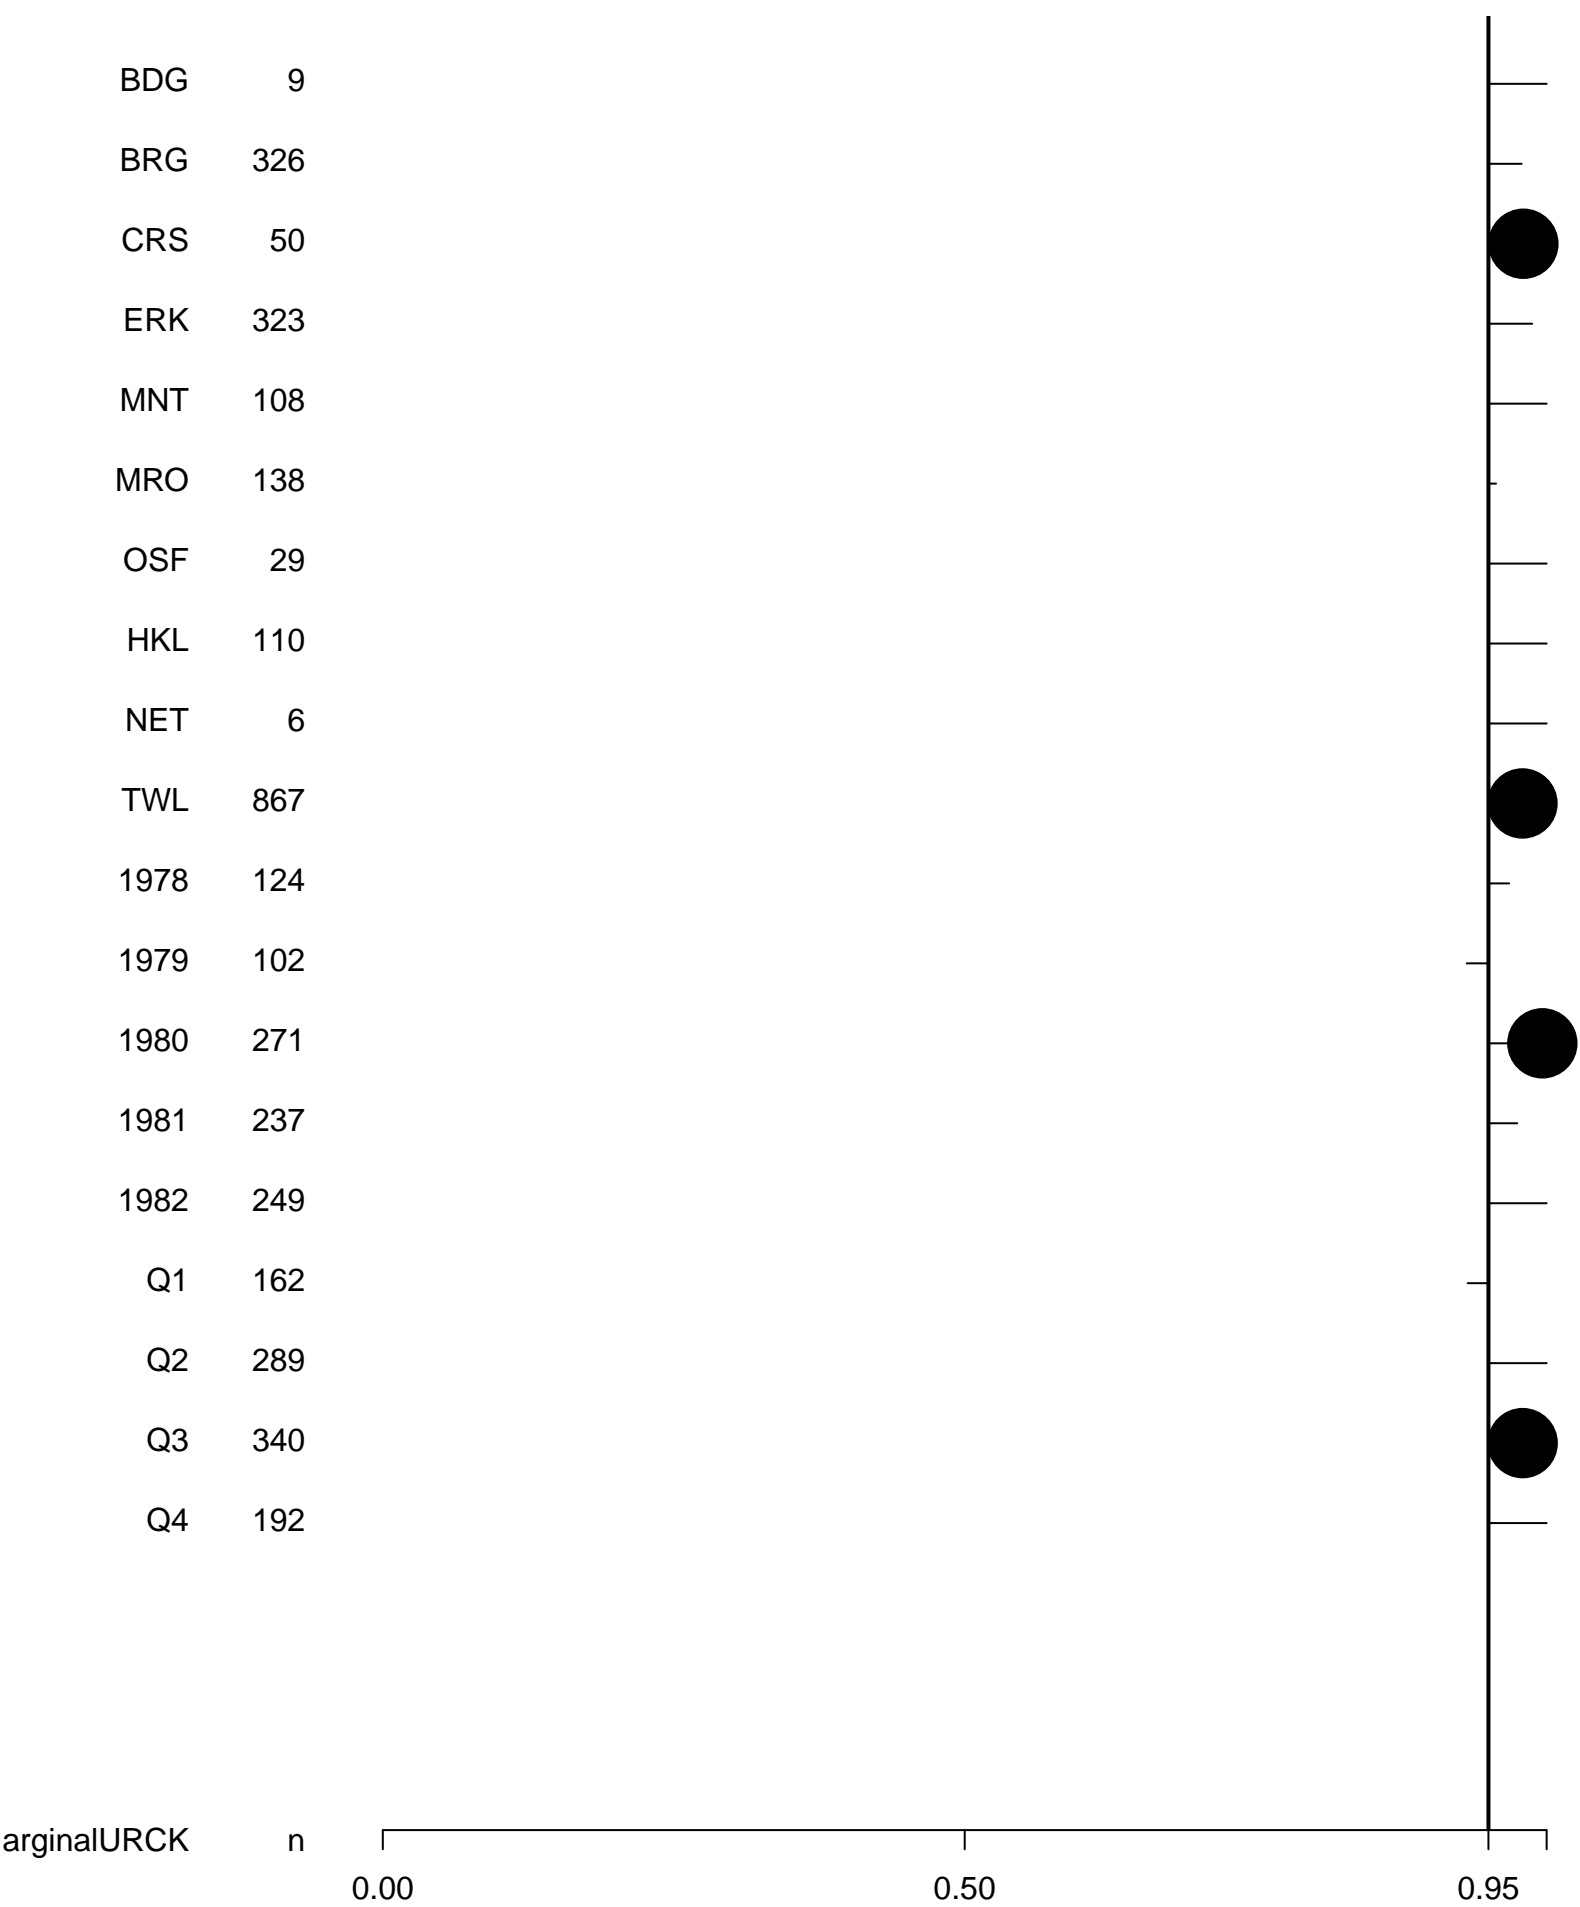 BDG 9
BRG 326
CRS 50
ERK 323
MNT 108
MRO 138
OSF 29
HKL 110
NET 6
TWL 867
1978 124
1979 102
1980 271
1981 237
1982 249
Q1 162
Q2 289
Q3 340
Q4 192
arginalURCK n
0.00 0.50 0.95